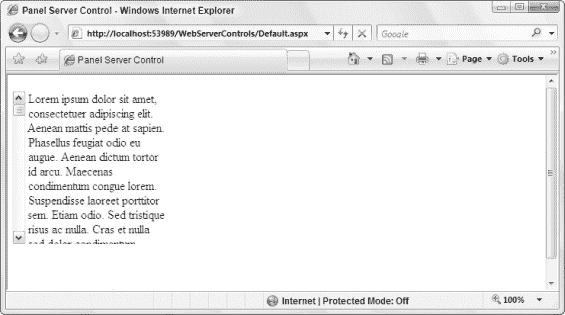 Panel Server Control - Windows Internet Explorer
http://localhost:53989/WebServerControls/Default.aspx
Google
Panel Server Control
Page
Tools
Lorem ipsum dolor sit amet,
consectetuer adipiscing elit.
Aenean mattis pede at sapien.
Phasellus feugiat odio eu
augue. Aenean dictum tortor
id arcu. Maecenas
condimentum congue lorem.
Suspendisse laoreet porttitor
sem. Etiam odio. Sed tristique
risus ac nulla. Cras et nulla
sed dolor condimentum
Internet | Protected Mode: Off
100%